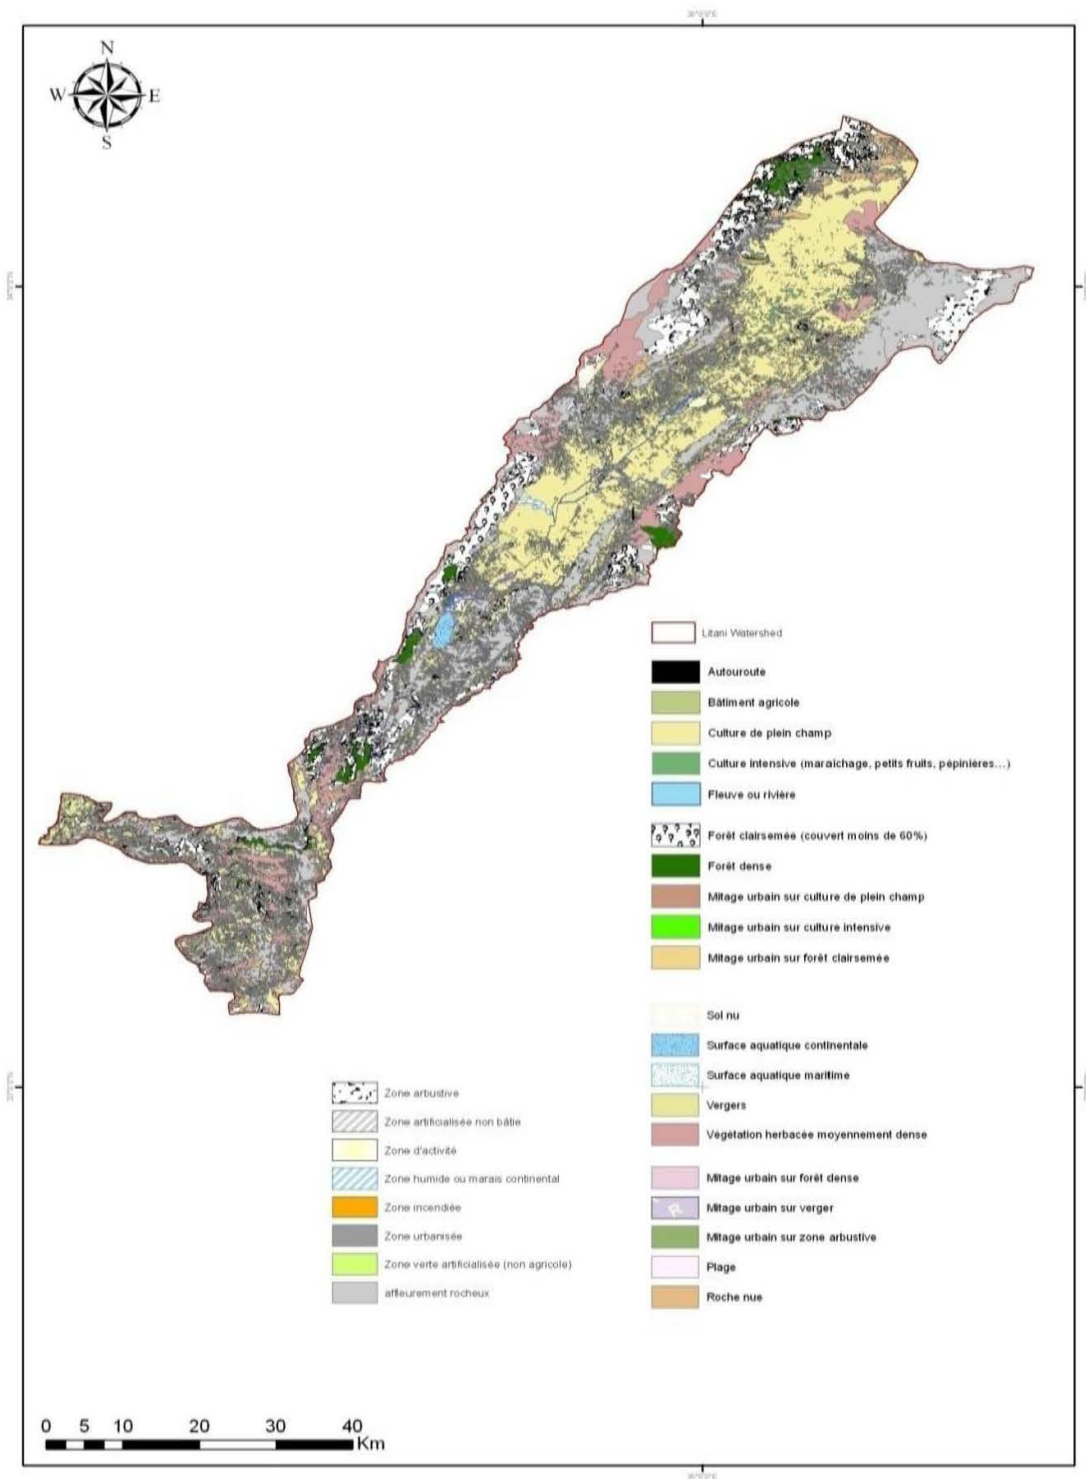 N
W E
S
Litani Watershed
Autouroute
Bâtiment agricole
Culture de plein champ
Culture intensive (maraîchage, petits fruits, pépinières...)
Fleuve ou rivière
Forêt clairsemée (couvert moins de 60%)
Forêt dense
Mitage urbain sur culture de plein champ
Mitage urbain sur culture intensive
Mitage urbain sur forêt clairsemée
Sol nu
Surface aquatique continentale
Surface aquatique maritime
Vergers
Végétation herbacée moyennement dense
Mitage urbain sur forêt dense
Mitage urbain sur verger
Mitage urbain sur zone arbustive
Plage
Roche nue
Zone arbustive
Zone artificialisée non bâtie
Zone d'activité
Zone humide ou marais continental
Zone incendiée
Zone urbanisée
Zone verte artificialisée (non agricole)
affleurement rocheux
0 5 10 20 30 40
Km